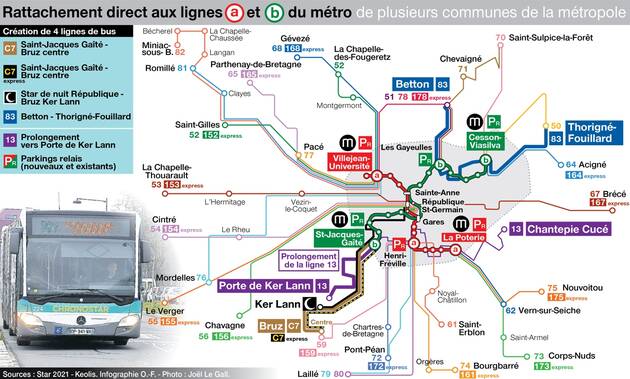 Rattachement direct aux lignes a et b du métro de plusieurs communes de la métropole
Création de 4 lignes de bus
C7 Saint-Jacques Gaîté -
Bruz centre
C7 express Saint-Jacques Gaîté -
Bruz centre
Star de nuit République -
Bruz Ker Lann
83 Betton - Thorigné-Fouillard
13 Prolongement
vers Porte de Ker Lann
PR Parkings relais
(nouveaux et existants)
Bécherel
La Chapelle-
Chaussée
Miniac-
sous-B. 82
Langan
Romillé 81
Gévezé
68 168 express
Parthenay-de-Bretagne
65 165 express
La Chapelle-
des-Fougeretz
52
Clayes
Montgermont
Saint-Gilles
52 152 express
Pacé
77
Saint-Sulpice-la-Forêt
70
Chevaigné
71
Betton 83
51 78 178 express
m PR
Cesson-
Viasilva
50
Thorigné-
Fouillard
83
64 Acigné
164 express
m PR
Villejean-
Université
a
Les Gayeulles
PR
b
b
La Chapelle-
Thouarault
53 153 express
L'Hermitage
Vezin-
le-Coquet
Sainte-Anne
République
St-Germain
Gares
67 Brécé
167 express
Cintré
54 154 express
Le Rheu
m PR
St-Jacques-
Gaîté
b
m PR
La Poterie
a
13 Chantepie Cucé
PR
Henri-
Fréville
Prolongement
de la ligne 13
Porte de Ker Lann 13
Mordelles 76
Ker Lann
Le Verger
55 155 express
Chavagne
56 156 express
Bruz C7
C7 express
Centre
59
159 express
Chartres-de-
Bretagne
Pont-Péan
72
172 express
Laillé 79 80
Noyal-
Châtillon
61
Saint-
Erblon
Orgères
74 Bourgbarré
161 express
75 Nouvoitou
175 express
62 Vern-sur-Seiche
Saint-Armel
73 Corps-Nuds
173 express
CHRONOSTAR
Sources : Star 2021 - Keolis. Infographie O.-F. - Photo : Joël Le Gall.